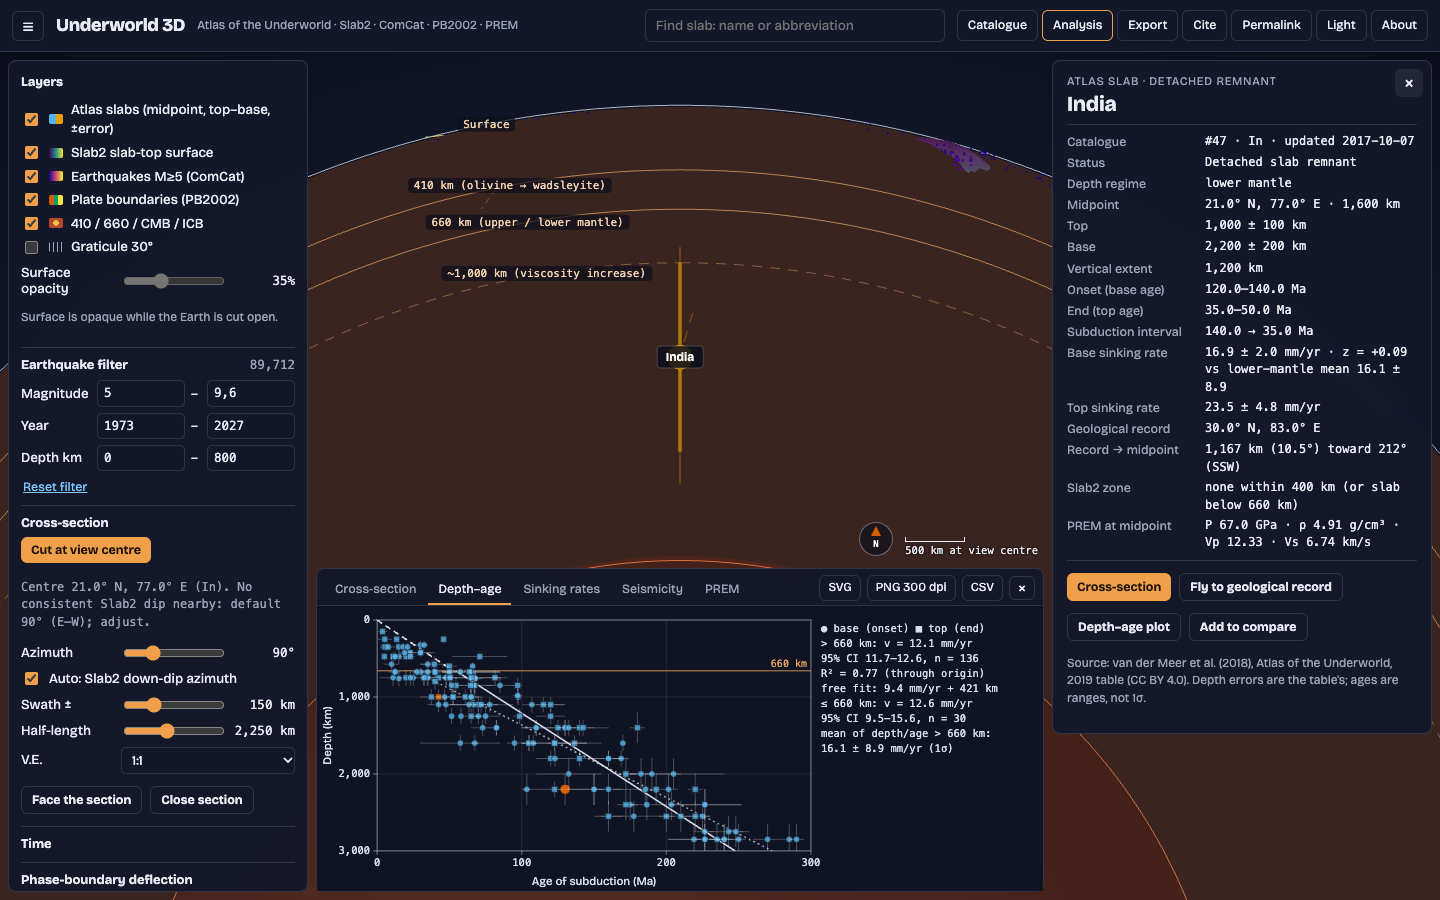 ≡
Underworld 3D
Atlas of the Underworld · Slab2 · ComCat · PB2002 · PREM
Find slab: name or abbreviation
Catalogue
Analysis
Export
Cite
Permalink
Light
About
Layers
Atlas slabs (midpoint, top–base,
±error)
Slab2 slab-top surface
Earthquakes M≥5 (ComCat)
Plate boundaries (PB2002)
410 / 660 / CMB / ICB
Graticule 30°
Surface
opacity
35%
Surface is opaque while the Earth is cut open.
Earthquake filter
89,712
Magnitude 5 – 9,6
Year 1973 – 2027
Depth km 0 – 800
Reset filter
Cross-section
Cut at view centre
Centre 21.0° N, 77.0° E (In). No
consistent Slab2 dip nearby: default
90° (E–W); adjust.
Azimuth 90°
Auto: Slab2 down-dip azimuth
Swath ± 150 km
Half-length 2,250 km
V.E. 1:1
Face the section
Close section
Time
Phase-boundary deflection
Surface
410 km (olivine → wadsleyite)
660 km (upper / lower mantle)
~1,000 km (viscosity increase)
India
N
500 km at view centre
Cross-section
Depth–age
Sinking rates
Seismicity
PREM
SVG
PNG 300 dpi
CSV
×
0
1,000
2,000
3,000
Depth (km)
660 km
0
100
200
300
Age of subduction (Ma)
● base (onset) ■ top (end)
> 660 km: v = 12.1 mm/yr
95% CI 11.7–12.6, n = 136
R² = 0.77 (through origin)
free fit: 9.4 mm/yr + 421 km
≤ 660 km: v = 12.6 mm/yr
95% CI 9.5–15.6, n = 30
mean of depth/age > 660 km:
16.1 ± 8.9 mm/yr (1σ)
ATLAS SLAB · DETACHED REMNANT
×
India
Catalogue #47 · In · updated 2017-10-07
Status Detached slab remnant
Depth regime lower mantle
Midpoint 21.0° N, 77.0° E · 1,600 km
Top 1,000 ± 100 km
Base 2,200 ± 200 km
Vertical extent 1,200 km
Onset (base age) 120.0–140.0 Ma
End (top age) 35.0–50.0 Ma
Subduction interval 140.0 → 35.0 Ma
Base sinking rate 16.9 ± 2.0 mm/yr · z = +0.09
vs lower-mantle mean 16.1 ±
8.9
Top sinking rate 23.5 ± 4.8 mm/yr
Geological record 30.0° N, 83.0° E
Record → midpoint 1,167 km (10.5°) toward 212°
(SSW)
Slab2 zone none within 400 km (or slab
below 660 km)
PREM at midpoint P 67.0 GPa · ρ 4.91 g/cm³ ·
Vp 12.33 · Vs 6.74 km/s
Cross-section
Fly to geological record
Depth–age plot
Add to compare
Source: van der Meer et al. (2018), Atlas of the Underworld,
2019 table (CC BY 4.0). Depth errors are the table's; ages are
ranges, not 1σ.